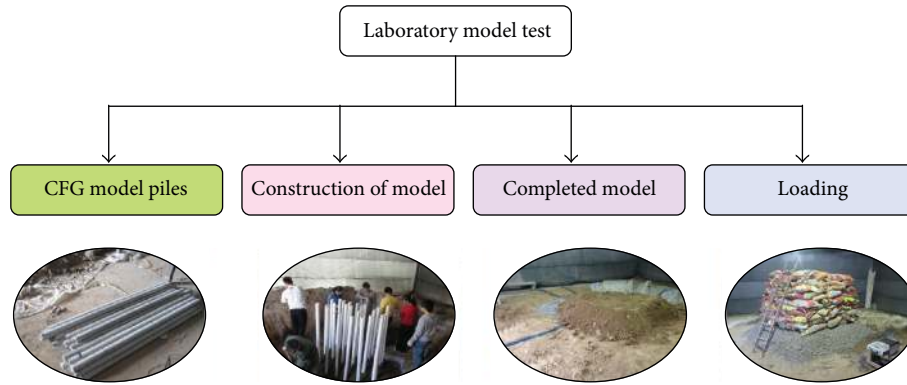 Laboratory model test
CFG model piles
Construction of model
Completed model
Loading